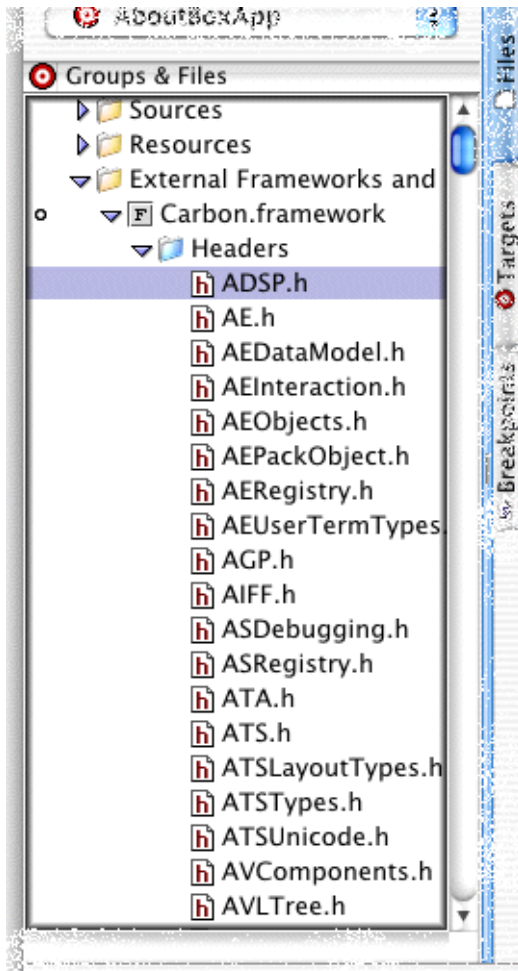 AboutBoxApp
Groups & Files
Sources
Resources
External Frameworks and
F Carbon.framework
Headers
h ADSP.h
h AE.h
h AEDataModel.h
h AEInteraction.h
h AEObjects.h
h AEPackObject.h
h AERegistry.h
h AEUserTermTypes.
h AGP.h
h AIFF.h
h ASDebugging.h
h ASRegistry.h
h ATA.h
h ATS.h
h ATSLayoutTypes.h
h ATSTypes.h
h ATSUnicode.h
h AVComponents.h
h AVLTree.h
Files
Targets
Breakpoints